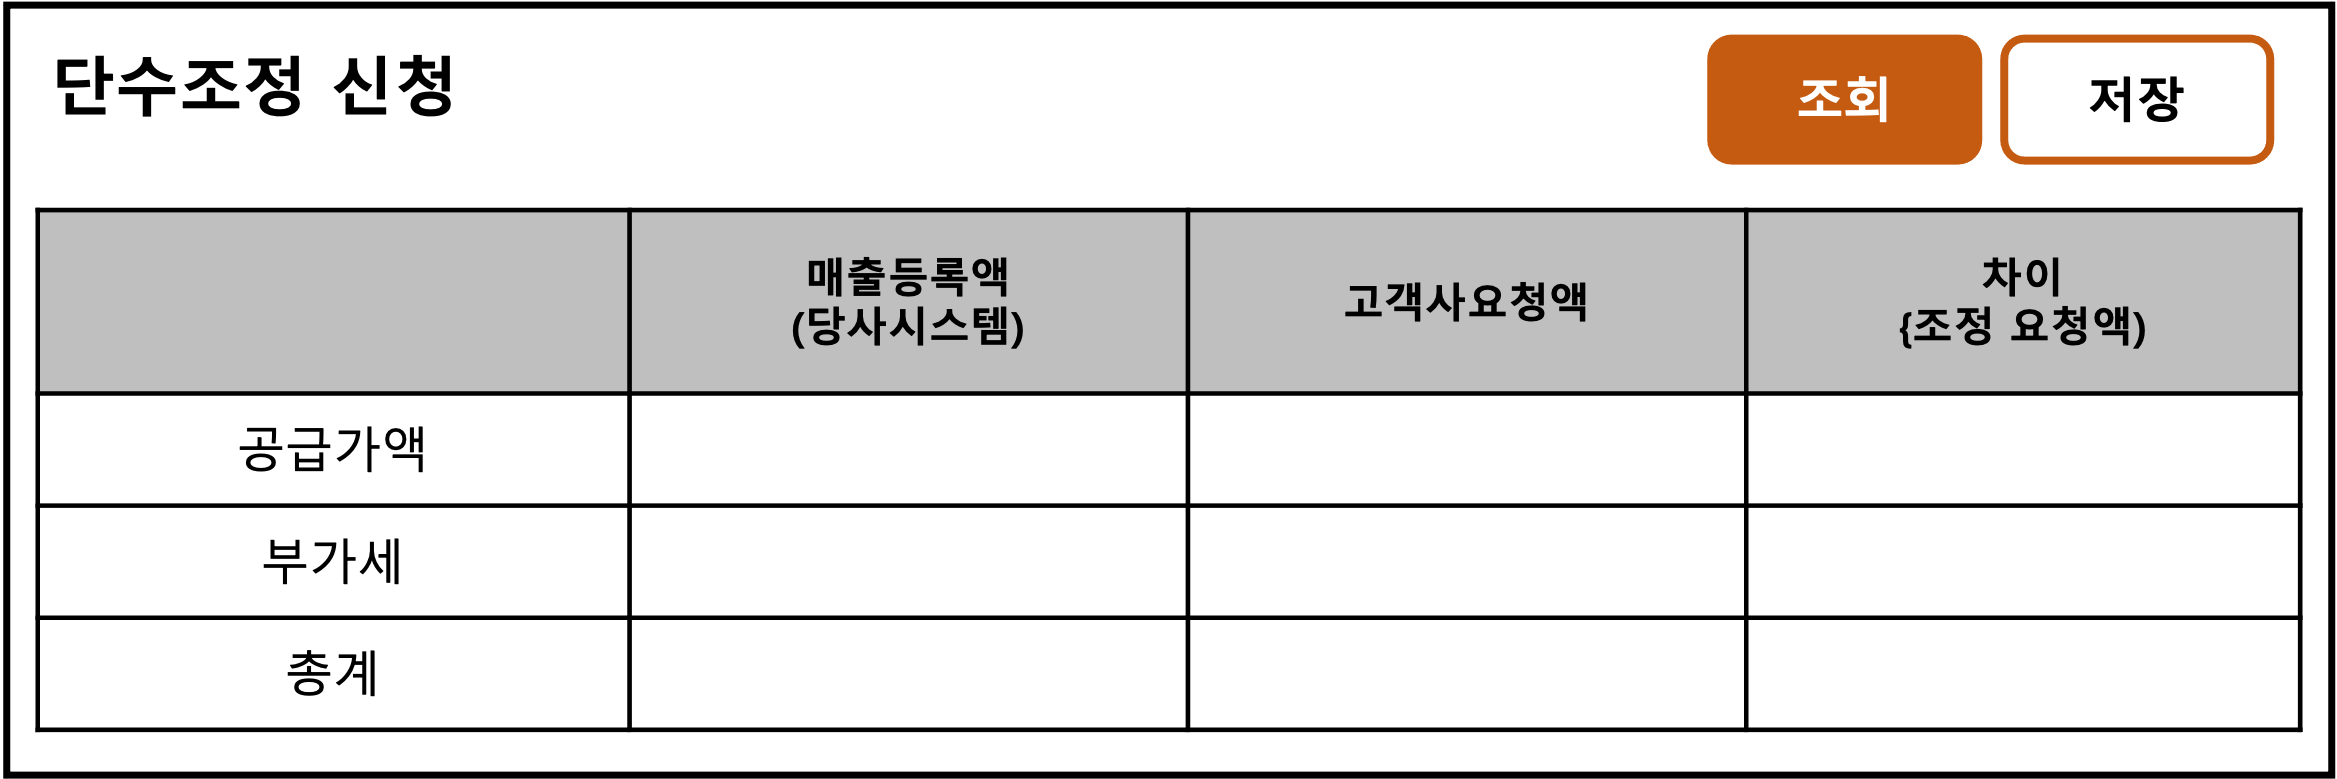 단수조정 신청
조회
저장
매출등록액
(당사시스템)
고객사요청액
차이
{조정 요청액)
공급가액
부가세
총계